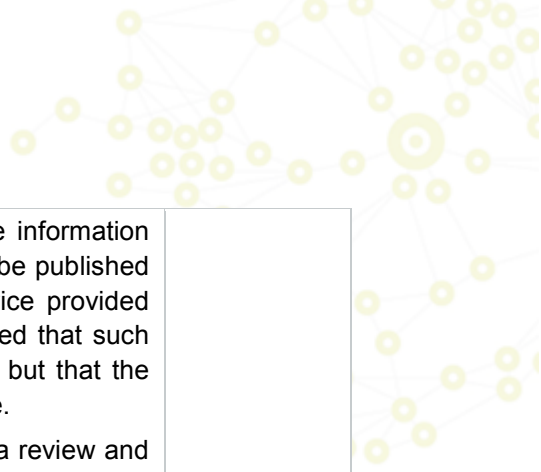 e information
be published
ice provided
ed that such
but that the
e.
a review and